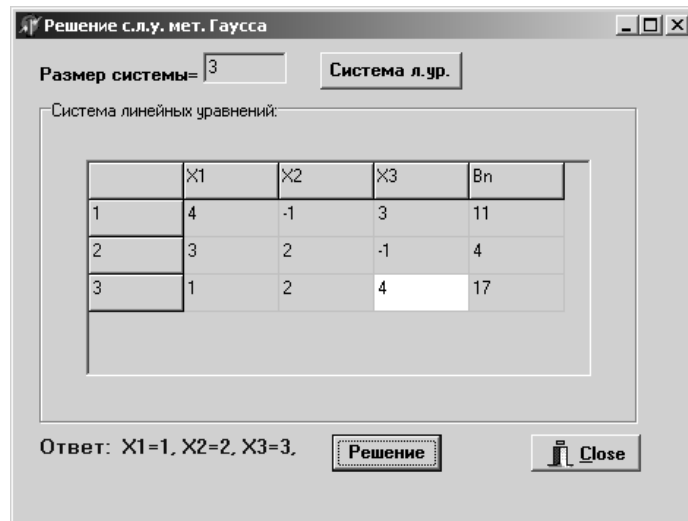 Решение с.л.у. мет. Гаусса
Размер системы= 3 Система л.ур.
Система линейных уравнений:
X1 X2 X3 Bn
1 4 -1 3 11
2 3 2 -1 4
3 1 2 4 17
Ответ: X1=1, X2=2, X3=3, Решение Close